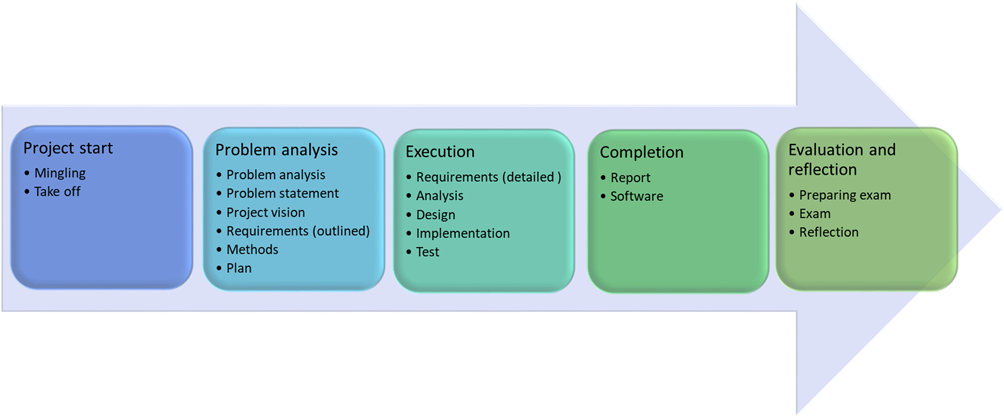 Project start
• Mingling
• Take off
Problem analysis
• Problem analysis
• Problem statement
• Project vision
• Requirements (outlined)
• Methods
• Plan
Execution
• Requirements (detailed )
• Analysis
• Design
• Implementation
• Test
Completion
• Report
• Software
Evaluation and
reflection
• Preparing exam
• Exam
• Reflection